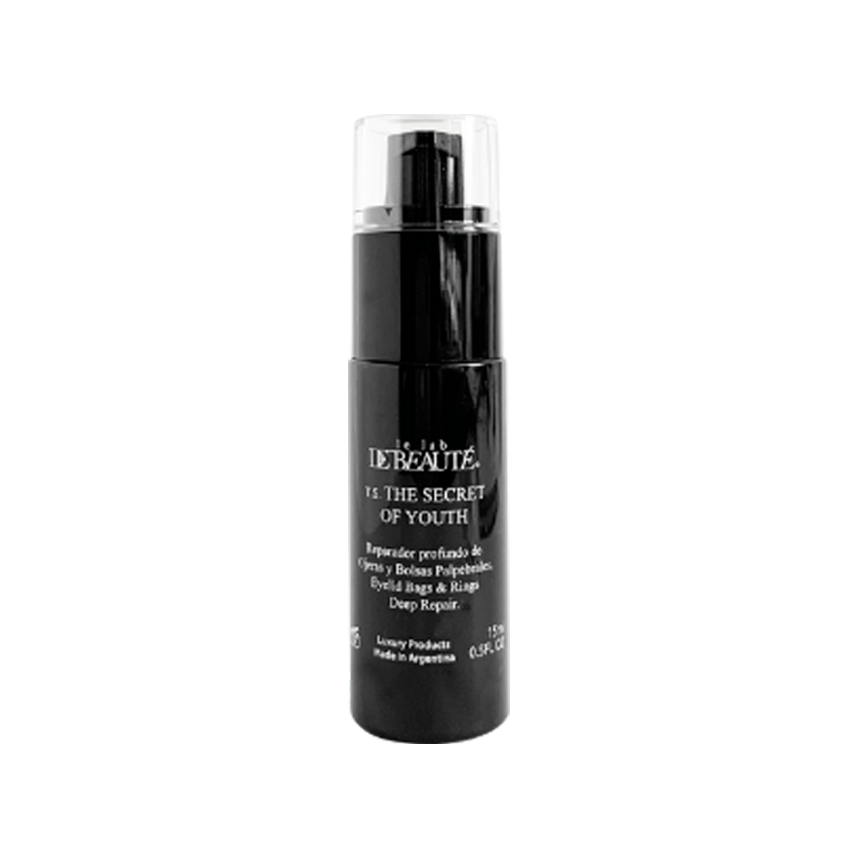 le lab
DEBEAUTÉ®
Y.S. THE SECRET
OF YOUTH
Reparador profundo de
Ojeras y Bolsas Palpebrales.
Eyelid Bags & Rings
Deep Repair.
Luxury Products
Made in Argentina
15m
0.5FL OZ